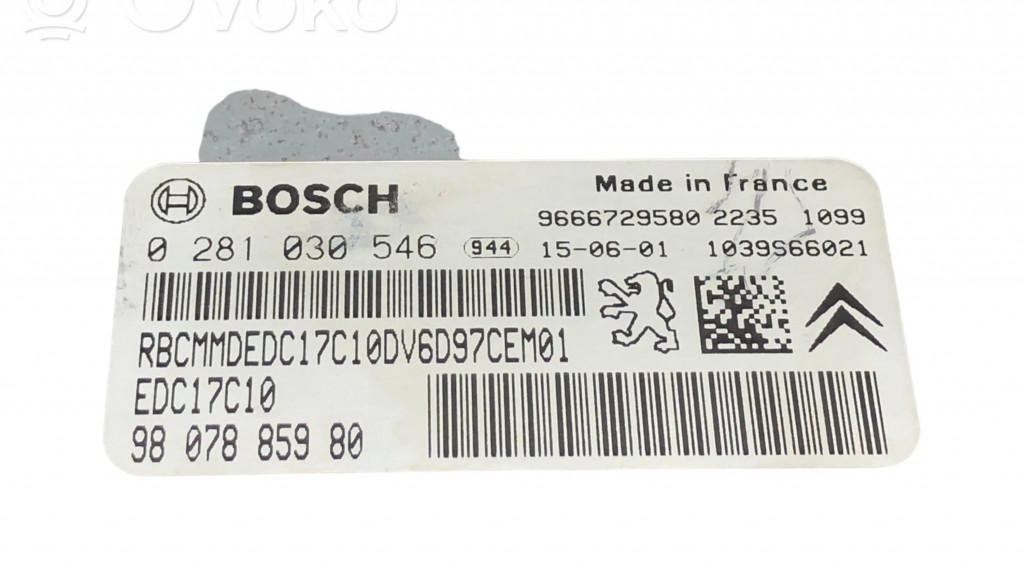 OVOKO
BOSCH Made in France
9666729580 2235 1099
0 281 030 546 944 15-06-01 1039S66021
RBCMMDEDC17C10DV6D97CEM01
EDC17C10
98 078 859 80